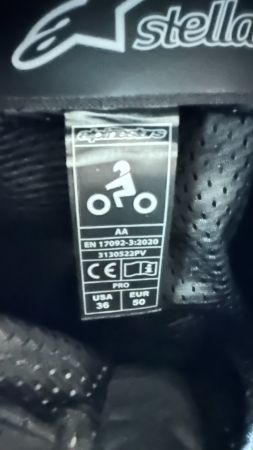 stella
alpinestars
AA
EN 17092-3:2020
3130522PV
CE
PRO
USA EUR
36 50